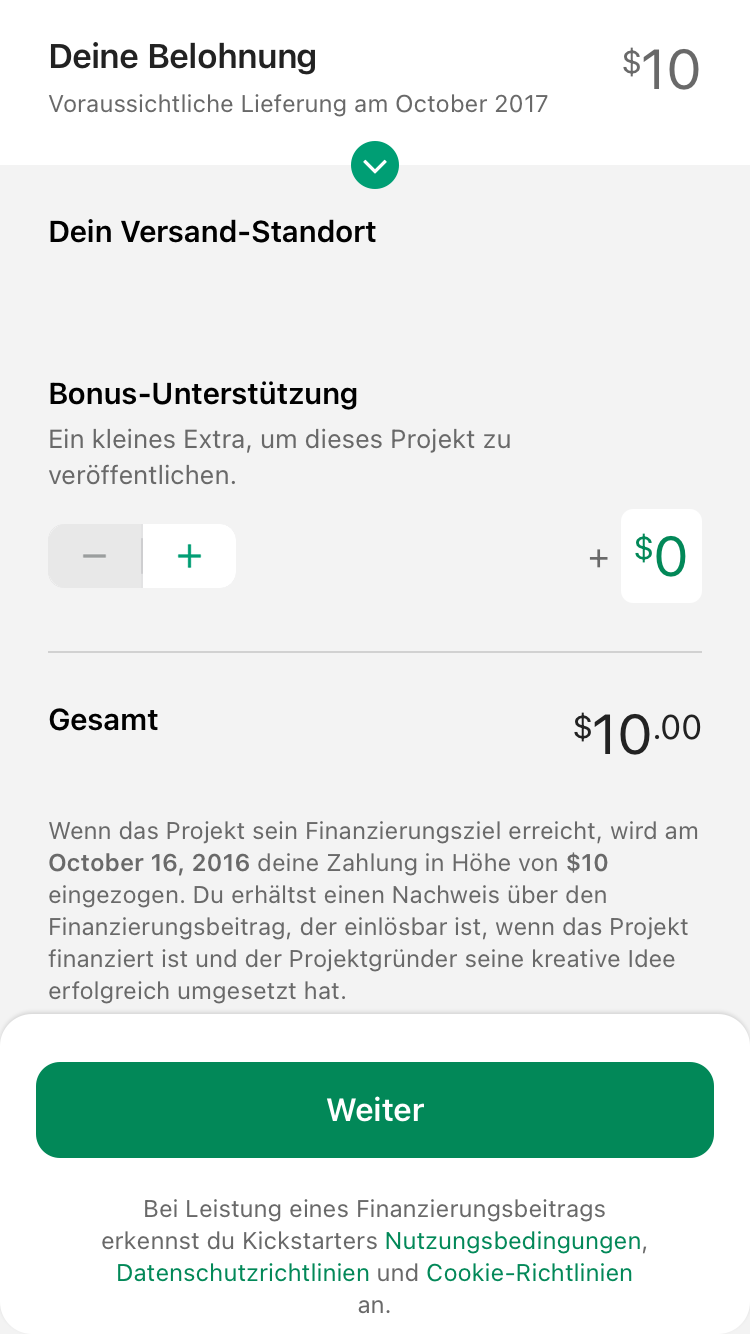 Deine Belohnung
$10
Voraussichtliche Lieferung am October 2017
Dein Versand-Standort
Bonus-Unterstützung
Ein kleines Extra, um dieses Projekt zu
veröffentlichen.
+ $0
Gesamt
$10.00
Wenn das Projekt sein Finanzierungsziel erreicht, wird am
October 16, 2016 deine Zahlung in Höhe von $10
eingezogen. Du erhältst einen Nachweis über den
Finanzierungsbeitrag, der einlösbar ist, wenn das Projekt
finanziert ist und der Projektgründer seine kreative Idee
erfolgreich umgesetzt hat.
Weiter
Bei Leistung eines Finanzierungsbeitrags
erkennst du Kickstarters Nutzungsbedingungen,
Datenschutzrichtlinien und Cookie-Richtlinien
an.